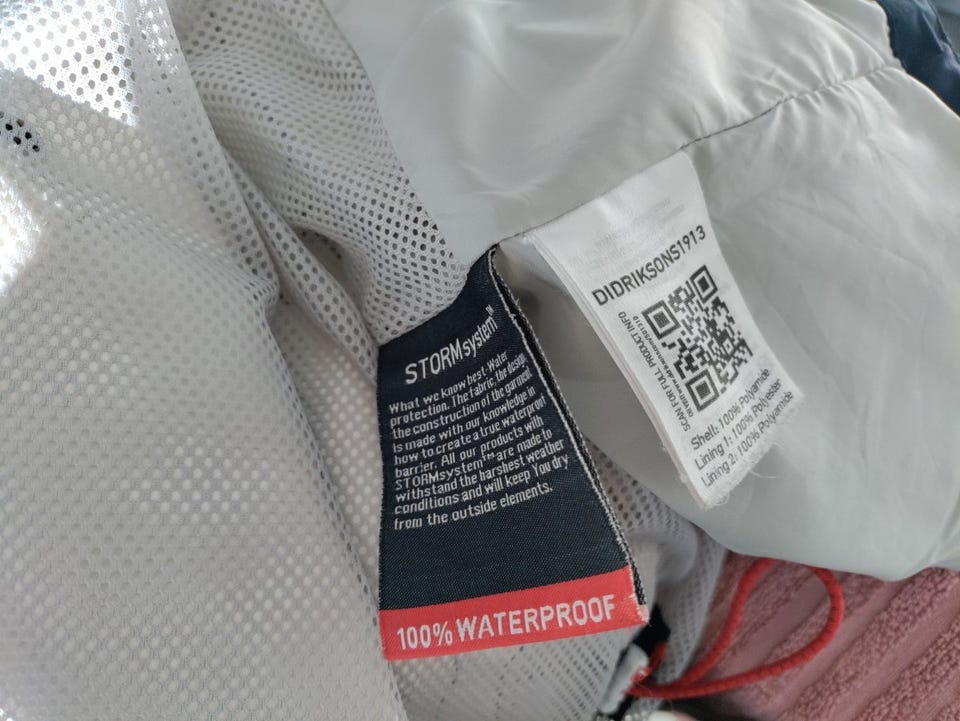 STORMsystem™
What we know best-Water
protection. The fabric, the design,
the construction of the garment
is made with our knowledge in
how to create a true waterproof
barrier. All our products with
STORMsystem™ are made to
withstand the harshest weather
conditions and will keep You dry
from the outside elements.
100% WATERPROOF
DIDRIKSONS1913
SCAN FOR FULL PRODUCT INFO
Shell: 100% Polyamide
Lining 1: 100% Polyester
Lining 2: 100% Polyamide